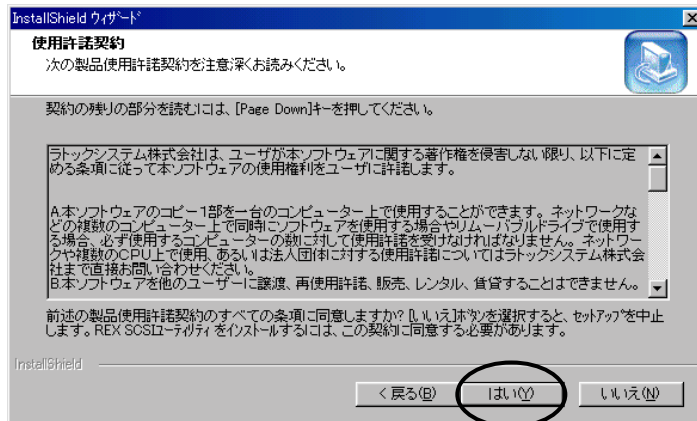 InstallShield ウィザード
使用許諾契約
次の製品使用許諾契約を注意深くお読みください。
契約の残りの部分を読むには、[Page Down]キーを押してください。
ラトックシステム株式会社は、ユーザが本ソフトウェアに関する著作権を侵害しない限り、以下に定
める条項に従って本ソフトウェアの使用権利をユーザに許諾します。
A.本ソフトウェアのコピー1部を一台のコンピューター上で使用することができます。ネットワークな
どの複数のコンピューター上で同時にソフトウェアを使用する場合やリムーバブルドライブで使用す
る場合、必ず使用するコンピューターの数に対して使用許諾を受けなければなりません。ネットワー
クや複数のCPU上で使用、あるいは法人団体に対する使用許諾についてはラトックシステム株式会
社まで直接お問い合わせください。
B.本ソフトウェアを他のユーザーに譲渡、再使用許諾、販売、レンタル、賃貸することはできません。
前述の製品使用許諾契約のすべての条項に同意しますか? [いいえ]ボタンを選択すると、セットアップを中止
します。REX SCSIユーティリティ をインストールするには、この契約に同意する必要があります。
InstallShield
< 戻る(B)
はい(Y)
いいえ(N)